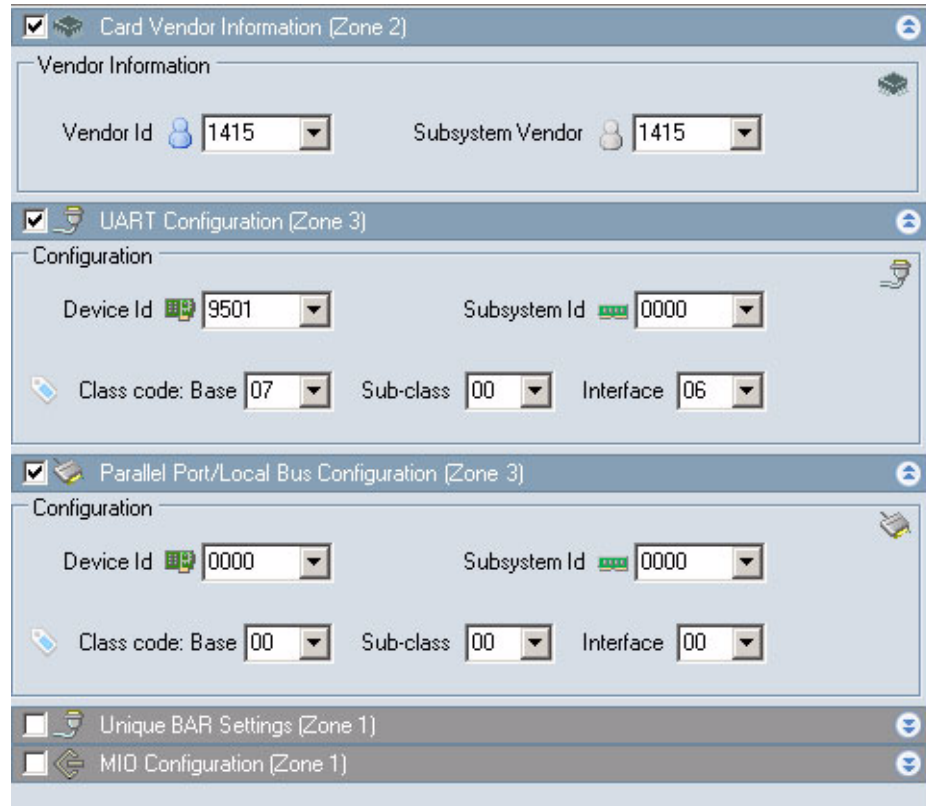 Card Vendor Information (Zone 2)
Vendor Information
Vendor Id 1415 Subsystem Vendor 1415
UART Configuration (Zone 3)
Configuration
Device Id 9501 Subsystem Id 0000
Class code: Base 07 Sub-class 00 Interface 06
Parallel Port/Local Bus Configuration (Zone 3)
Configuration
Device Id 0000 Subsystem Id 0000
Class code: Base 00 Sub-class 00 Interface 00
Unique BAR Settings (Zone 1)
MIO Configuration (Zone 1)